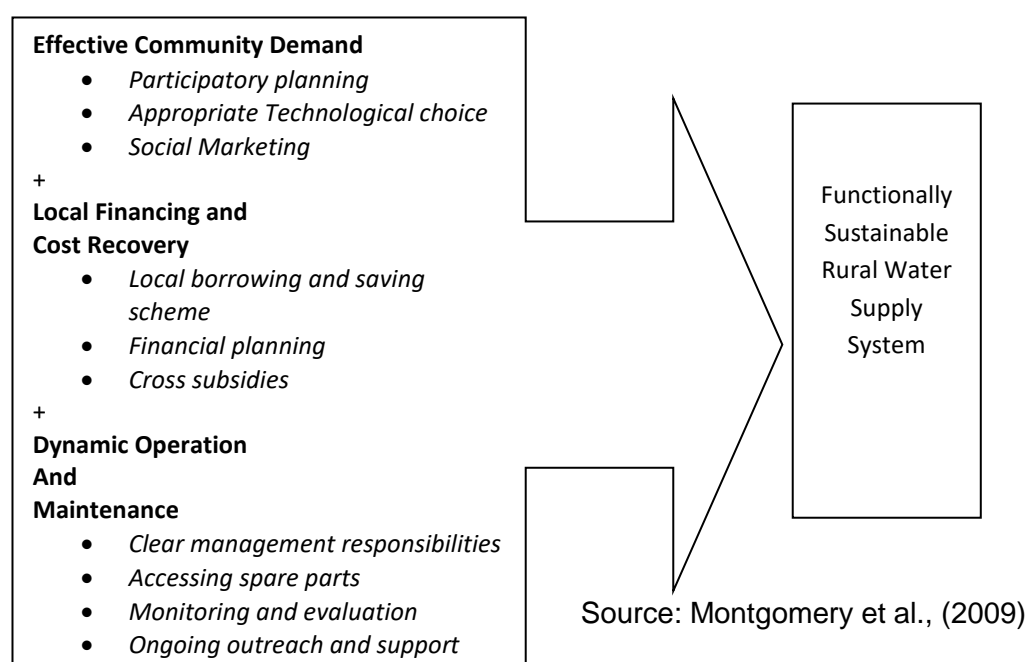 Effective Community Demand
• Participatory planning
• Appropriate Technological choice
• Social Marketing
+
Local Financing and
Cost Recovery
• Local borrowing and saving
scheme
• Financial planning
• Cross subsidies
+
Dynamic Operation
And
Maintenance
• Clear management responsibilities
• Accessing spare parts
• Monitoring and evaluation
• Ongoing outreach and support
Functionally
Sustainable
Rural Water
Supply
System
Source: Montgomery et al., (2009)